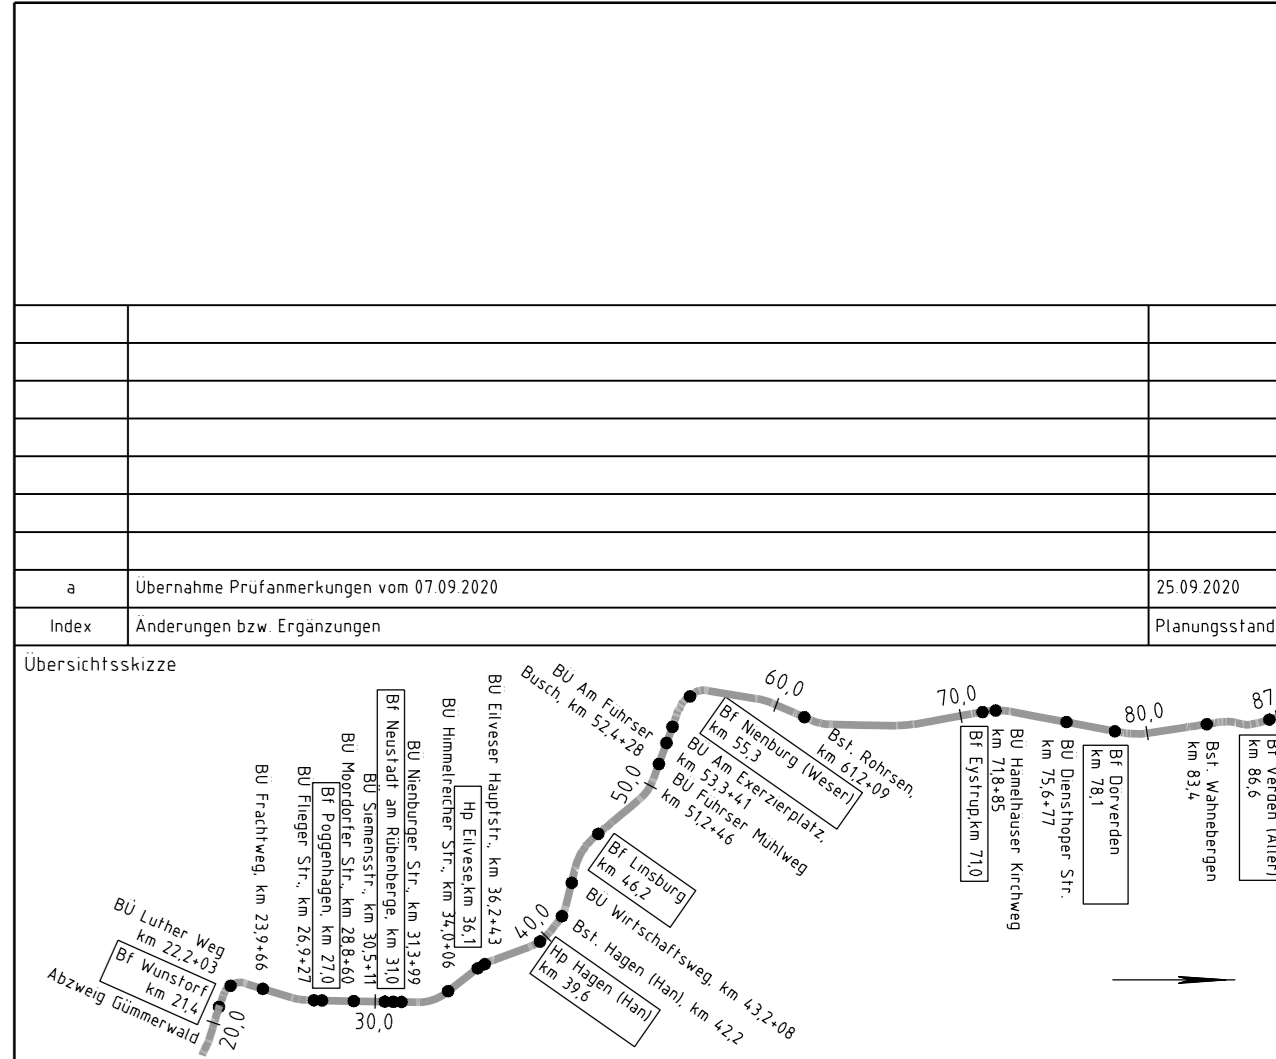 a
Übernahme Prüfanmerkungen vom 07.09.2020
25.09.2020
Index
Änderungen bzw. Ergänzungen
Planungsstand
Übersichtsskizze
Abzweig Gümmerwald
20,0
Bf Wunstorf
km 21,4
BÜ Luther Weg
km 22,2+03
BÜ Frachtweg, km 23,9+66
BÜ Flieger Str., km 26,9+27
Bf Poggenhagen, km 27,0
BÜ Moordorfer Str., km 28,8+60
30,0
BÜ Siemensstr., km 30,5+11
Bf Neustadt am Rübenberge, km 31,0
BÜ Nienburger Str., km 31,3+99
BÜ Himmelreicher Str., km 34,0+06
Hp Eilvese,km 36,1
BÜ Eilveser Hauptstr., km 36,2+43
40,0
Hp Hagen (Han)
km 39,6
Bst. Hagen (Han), km 42,2
BÜ Wirtschaftsweg, km 43,2+08
Bf Linsburg
km 46,2
50,0
BÜ Führser Mühlweg
km 51,2+46
BÜ Am Führser
Busch, km 52,4+28
BÜ Am Exerzierplatz,
km 53,3+41
Bf Nienburg (Weser)
km 55,3
60,0
Bst. Rohrsen,
km 61,2+09
70,0
Bf Eystrup,km 71,0
BÜ Hämelhäuser Kirchweg
km 71,8+85
BÜ Diensthoper Str.
km 75,6+77
Bf Dörverden
km 78,1
80,0
Bst. Wahnebergen
km 83,4
Bf Verden (Aller)
km 86,6
87,